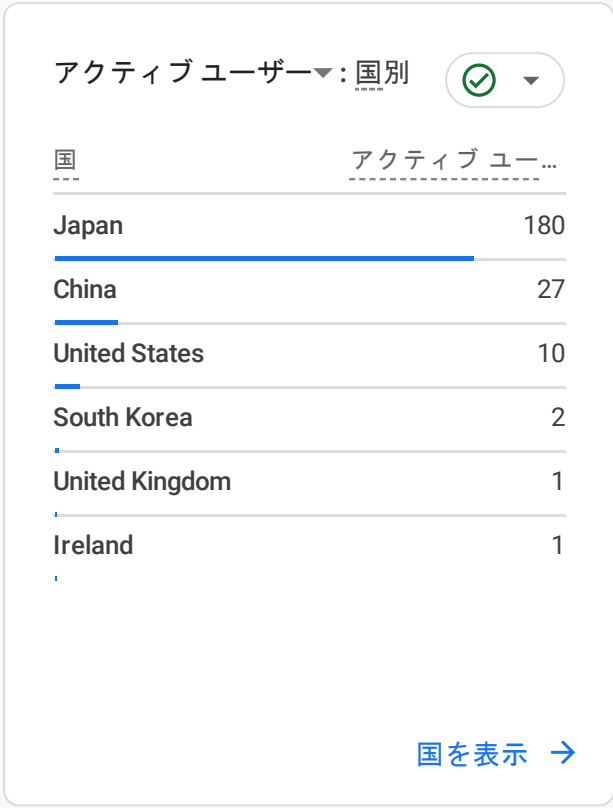 アクティブ ユーザー : 国別
国 アクティブ ユー…
Japan 180
China 27
United States 10
South Korea 2
United Kingdom 1
Ireland 1
国を表示